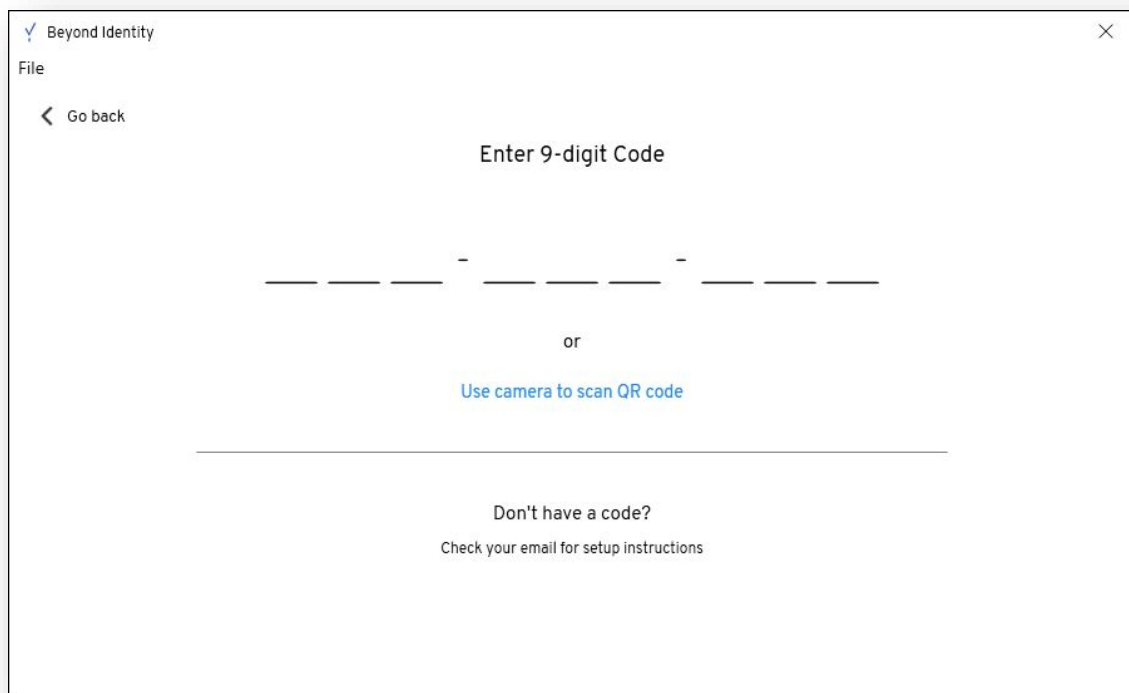 Beyond Identity
File
Go back
Enter 9-digit Code
- -
or
Use camera to scan QR code
Don't have a code?
Check your email for setup instructions